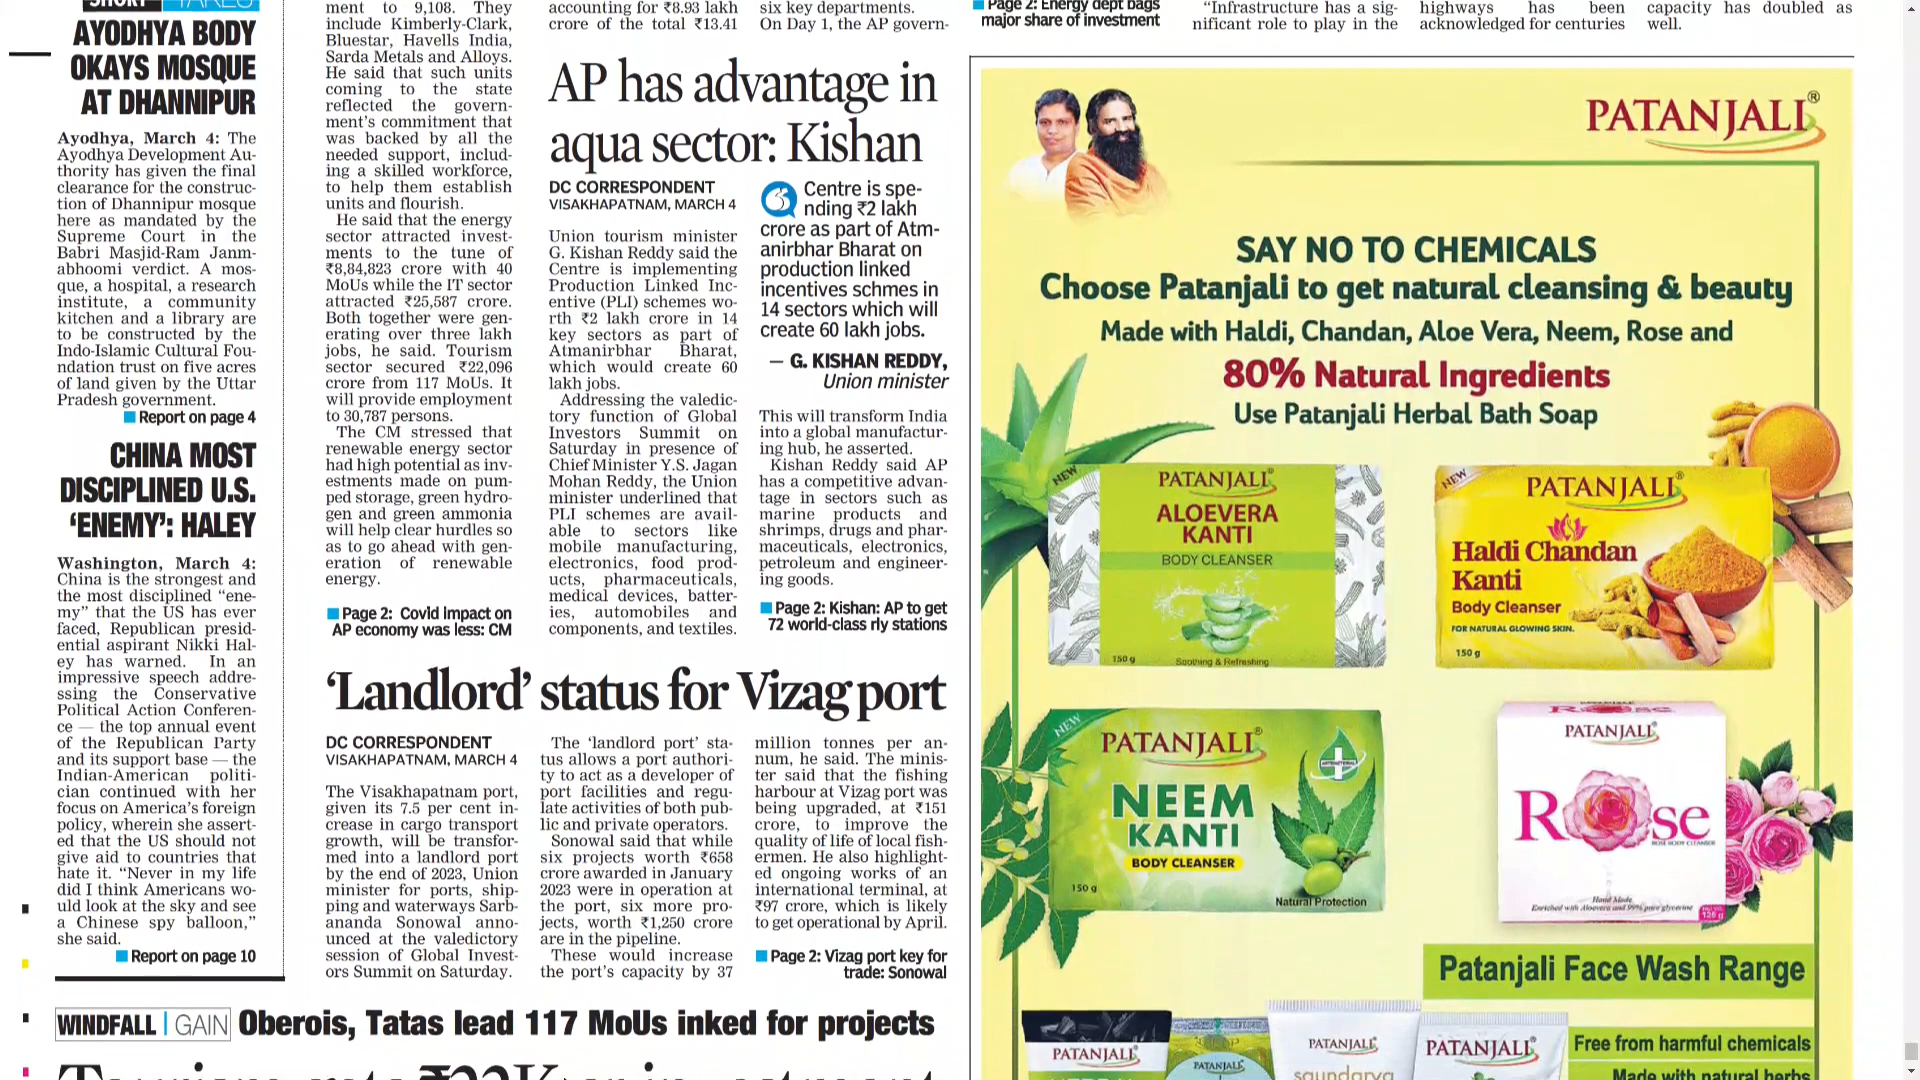 SHORT TAKES
AYODHYA BODY
OKAYS MOSQUE
AT DHANNIPUR
Ayodhya, March 4: The
Ayodhya Development Au-
thority has given the final
clearance for the construc-
tion of Dhannipur mosque
here as mandated by the
Supreme Court in the
Babri Masjid-Ram Janm-
abhoomi verdict. A mos-
que, a hospital, a research
institute, a community
kitchen and a library are
to be constructed by the
Indo-Islamic Cultural Fou-
ndation trust on five acres
of land given by the Uttar
Pradesh government.
Report on page 4
CHINA MOST
DISCIPLINED U.S.
‘ENEMY’: HALEY
Washington, March 4:
China is the strongest and
the most disciplined “ene-
my” that the US has ever
faced, Republican presid-
ential aspirant Nikki Hal-
ey has warned. In an
impressive speech addre-
ssing the Conservative
Political Action Conferen-
ce — the top annual event
of the Republican Party
and its support base — the
Indian-American politi-
cian continued with her
focus on America’s foreign
policy, wherein she assert-
ed that the US should not
give aid to countries that
hate it. “Never in my life
did I think Americans wo-
uld look at the sky and see
a Chinese spy balloon,”
she said.
Report on page 10
ment to 9,108. They
include Kimberly-Clark,
Bluestar, Havells India,
Sarda Metals and Alloys.
He said that such units
coming to the state
reflected the govern-
ment’s commitment that
was backed by all the
needed support, includ-
ing a skilled workforce,
to help them establish
units and flourish.
He said that the energy
sector attracted invest-
ments to the tune of
₹8,84,823 crore with 40
MoUs while the IT sector
attracted ₹25,587 crore.
Both together were gen-
erating over three lakh
jobs, he said. Tourism
sector secured ₹22,096
crore from 117 MoUs. It
will provide employment
to 30,787 persons.
The CM stressed that
renewable energy sector
had high potential as inv-
estments made on pum-
ped storage, green hydro-
gen and green ammonia
will help clear hurdles so
as to go ahead with gen-
eration of renewable
energy.
Page 2: Covid impact on
AP economy was less: CM
accounting for ₹8.93 lakh
crore of the total ₹13.41
six key departments.
On Day 1, the AP govern-
Page 2: Energy dept bags
major share of investment
“Infrastructure has a sig-
nificant role to play in the
highways has been
acknowledged for centuries
capacity has doubled as
well.
AP has advantage in
aqua sector: Kishan
DC CORRESPONDENT
VISAKHAPATNAM, MARCH 4
Union tourism minister
G. Kishan Reddy said the
Centre is implementing
Production Linked Inc-
entive (PLI) schemes wo-
rth ₹2 lakh crore in 14
key sectors as part of
Atmanirbhar Bharat,
which would create 60
lakh jobs.
Addressing the valedic-
tory function of Global
Investors Summit on
Saturday in presence of
Chief Minister Y.S. Jagan
Mohan Reddy, the Union
minister underlined that
PLI schemes are avail-
able to sectors like
mobile manufacturing,
electronics, food prod-
ucts, pharmaceuticals,
medical devices, batter-
ies, automobiles and
components, and textiles.
Centre is spe-
nding ₹2 lakh
crore as part of Atm-
anirbhar Bharat on
production linked
incentives schmes in
14 sectors which will
create 60 lakh jobs.
— G. KISHAN REDDY,
Union minister
This will transform India
into a global manufactur-
ing hub, he asserted.
Kishan Reddy said AP
has a competitive advan-
tage in sectors such as
marine products and
shrimps, drugs and phar-
maceuticals, electronics,
petroleum and engineer-
ing goods.
Page 2: Kishan: AP to get
72 world-class rly stations
‘Landlord’ status for Vizag port
DC CORRESPONDENT
VISAKHAPATNAM, MARCH 4
The Visakhapatnam port,
given its 7.5 per cent in-
crease in cargo transport
growth, will be transfor-
med into a landlord port
by the end of 2023, Union
minister for ports, ship-
ping and waterways Sarb-
ananda Sonowal anno-
unced at the valedictory
session of Global Invest-
ors Summit on Saturday.
The ‘landlord port’ sta-
tus allows a port authori-
ty to act as a developer of
port facilities and regu-
late activities of both pub-
lic and private operators.
Sonowal said that while
six projects worth ₹658
crore awarded in January
2023 were in operation at
the port, six more pro-
jects, worth ₹1,250 crore
are in the pipeline.
These would increase
the port’s capacity by 37
million tonnes per an-
num, he said. The minis-
ter said that the fishing
harbour at Vizag port was
being upgraded, at ₹151
crore, to improve the
quality of life of local fish-
ermen. He also highlight-
ed ongoing works of an
international terminal, at
₹97 crore, which is likely
to get operational by April.
Page 2: Vizag port key for
trade: Sonowal
WINDFALL | GAIN Oberois, Tatas lead 117 MoUs inked for projects
PATANJALI®
SAY NO TO CHEMICALS
Choose Patanjali to get natural cleansing & beauty
Made with Haldi, Chandan, Aloe Vera, Neem, Rose and
80% Natural Ingredients
Use Patanjali Herbal Bath Soap
NEW
PATANJALI®
ALOEVERA
KANTI
BODY CLEANSER
150 g
Soothing & Refreshing
NEW
PATANJALI®
Haldi Chandan
Kanti
Body Cleanser
FOR NATURAL GLOWING SKIN.
150 g
NEW
PATANJALI®
NEEM
KANTI
BODY CLEANSER
150 g
Natural Protection
Rose
PATANJALI®
Rose
ROSE BODY CLEANSER
Hand Made
Enriched with Aloevera and 99% pure glycerine
125 g
Patanjali Face Wash Range
PATANJALI
PATANJALI
PATANJALI
saundarya
PATANJALI
Free from harmful chemicals
Made with natural herbs